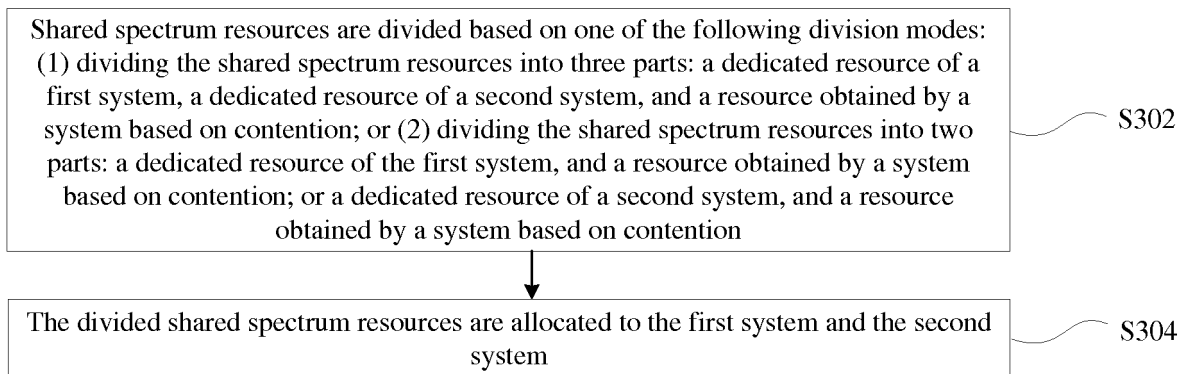 Shared spectrum resources are divided based on one of the following division modes:
(1) dividing the shared spectrum resources into three parts: a dedicated resource of a
first system, a dedicated resource of a second system, and a resource obtained by a
system based on contention; or (2) dividing the shared spectrum resources into two
parts: a dedicated resource of the first system, and a resource obtained by a system
based on contention; or a dedicated resource of a second system, and a resource
obtained by a system based on contention
S302
The divided shared spectrum resources are allocated to the first system and the second
system
S304